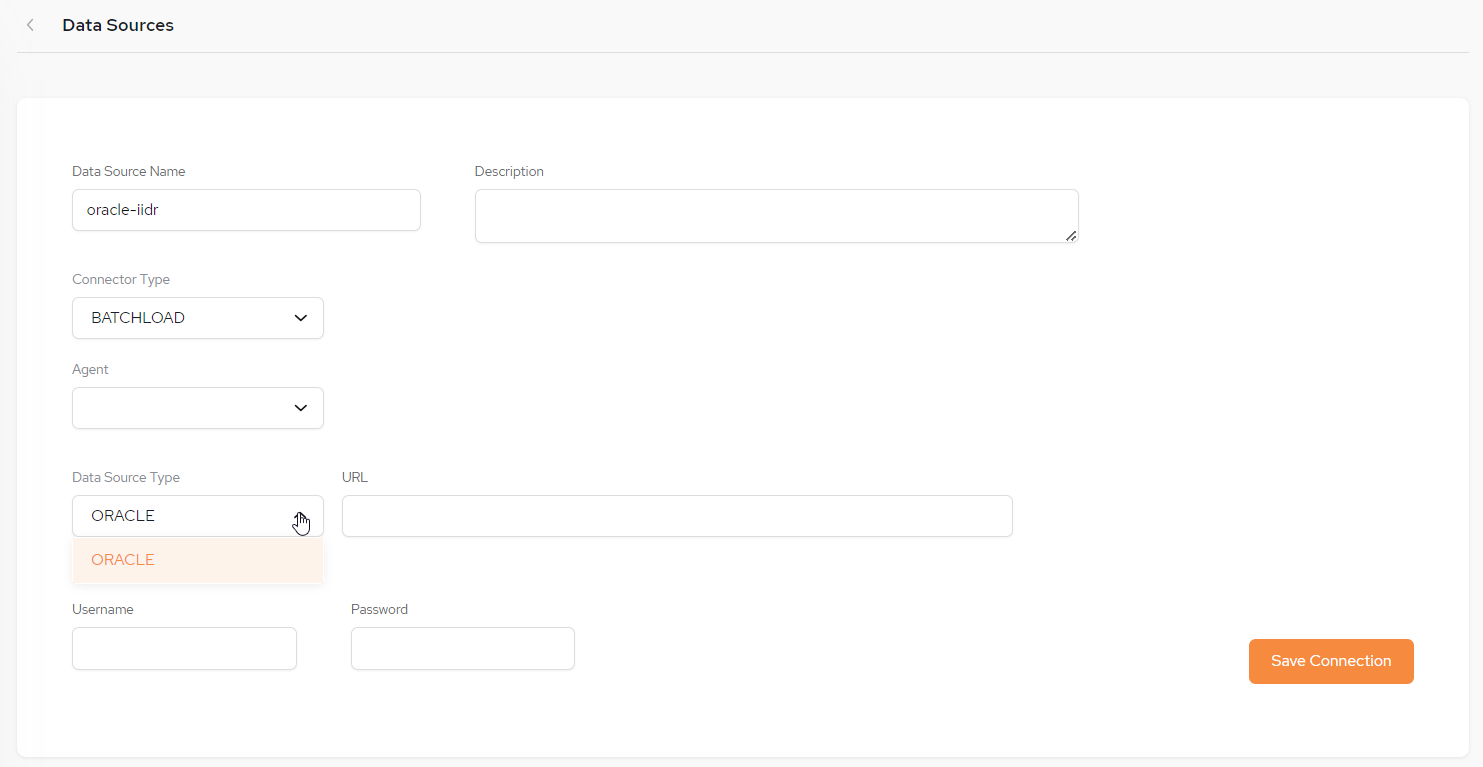 Data Sources
Data Source Name
Description
oracle-iidr
Connector Type
BATCHLOAD
Agent
Data Source Type
URL
ORACLE
ORACLE
Username
Password
Save Connection